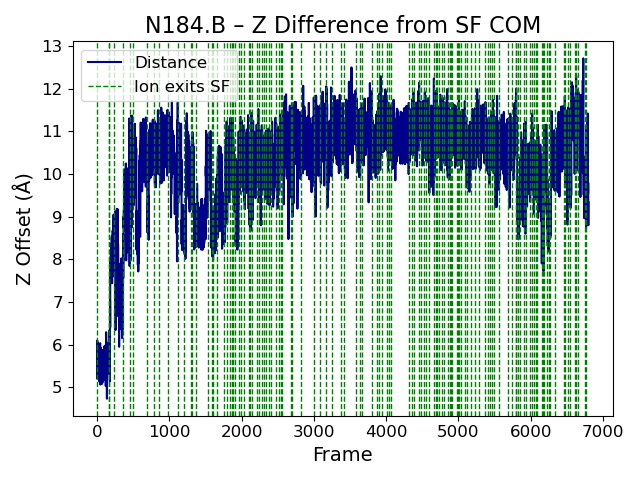 N184.B – Z Difference from SF COM
Distance
Ion exits SF
Z Offset (Å)
13
12
11
10
9
8
7
6
5
0 1000 2000 3000 4000 5000 6000 7000
Frame